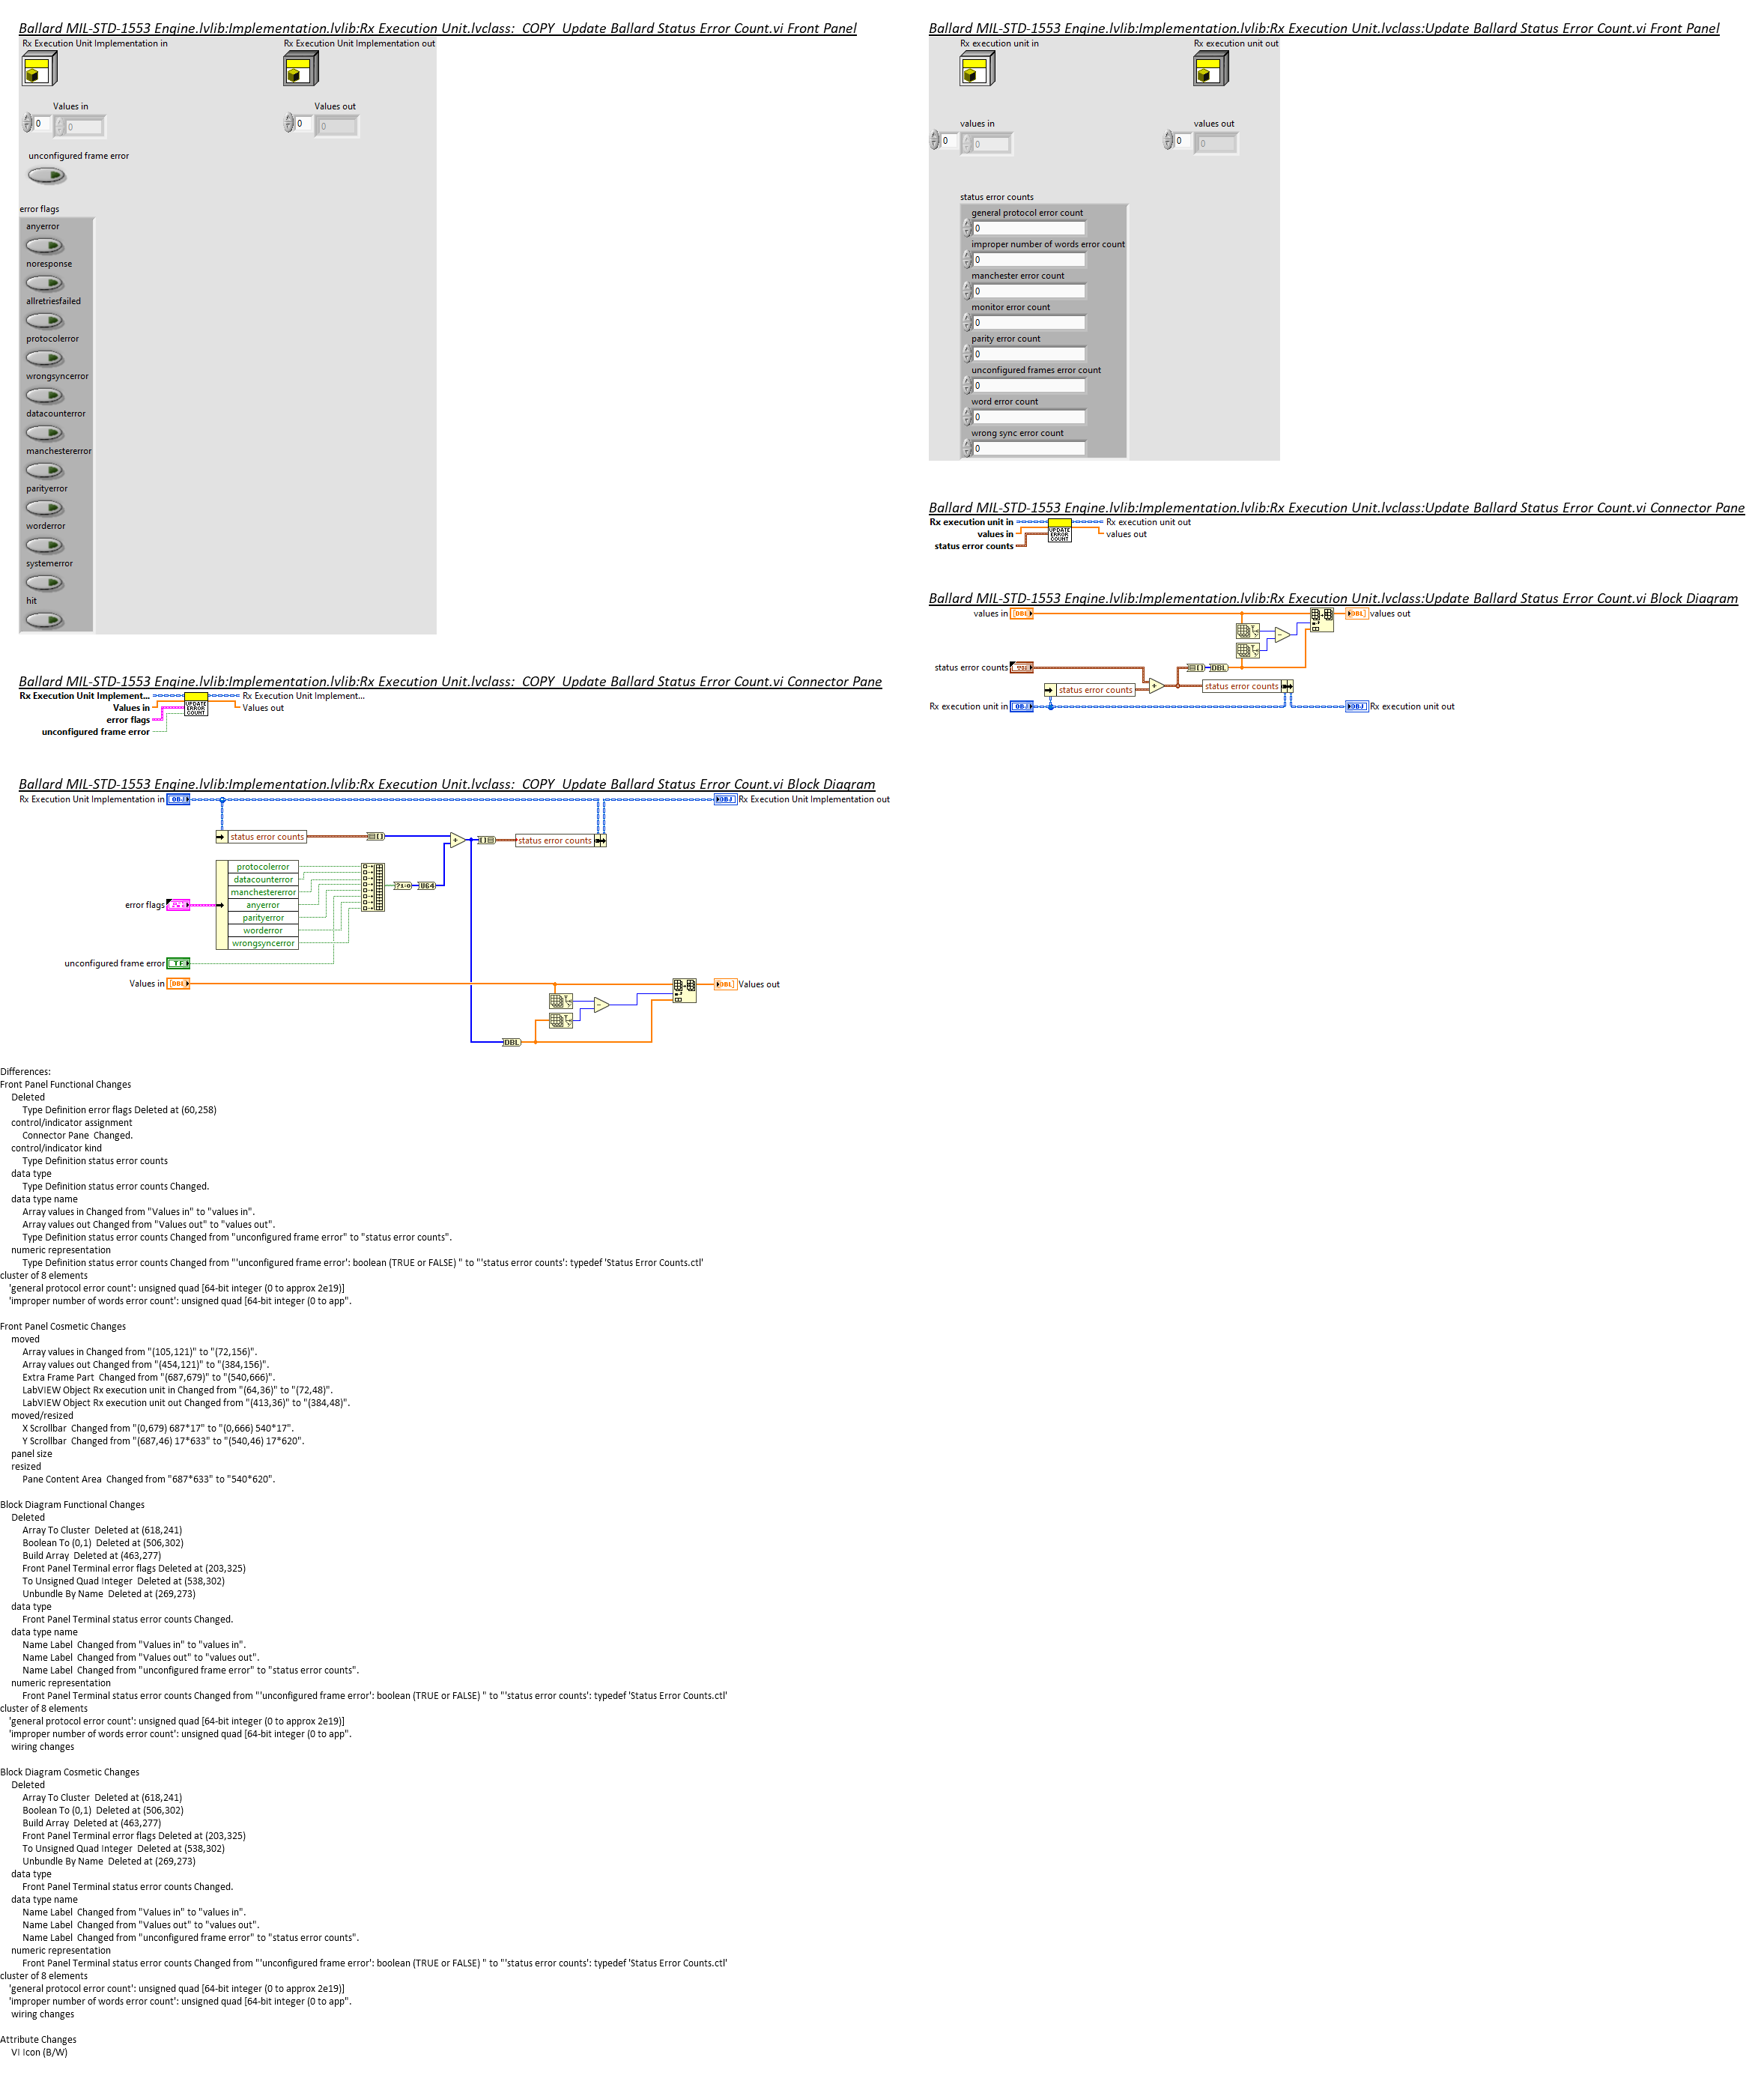 Ballard MIL-STD-1553 Engine.lvlib:Implementation.lvlib:Rx Execution Unit.lvclass:  COPY  Update Ballard Status Error Count.vi Front Panel
Rx Execution Unit Implementation in
Rx Execution Unit Implementation out
Values in
Values out
0
0
0
0
unconfigured frame error
error flags
anyerror
noresponse
allretriesfailed
protocolerror
wrongsyncerror
datacounterror
manchestererror
parityerror
worderror
systemerror
hit
Ballard MIL-STD-1553 Engine.lvlib:Implementation.lvlib:Rx Execution Unit.lvclass:  COPY  Update Ballard Status Error Count.vi Connector Pane
Rx Execution Unit Implement...
Rx Execution Unit Implement...
Values in
Values out
error flags
unconfigured frame error
UPDATE
ERROR
COUNT
Ballard MIL-STD-1553 Engine.lvlib:Implementation.lvlib:Rx Execution Unit.lvclass:  COPY  Update Ballard Status Error Count.vi Block Diagram
Rx Execution Unit Implementation in
OBJ
OBJ
Rx Execution Unit Implementation out
status error counts
status error counts
protocolerror
datacounterror
manchestererror
anyerror
parityerror
worderror
wrongsyncerror
?1:0
U64
error flags
unconfigured frame error
TF
Values in
[DBL]
[DBL]
Values out
DBL
Ballard MIL-STD-1553 Engine.lvlib:Implementation.lvlib:Rx Execution Unit.lvclass:Update Ballard Status Error Count.vi Front Panel
Rx execution unit in
Rx execution unit out
values in
values out
0
0
0
0
status error counts
general protocol error count
0
improper number of words error count
0
manchester error count
0
monitor error count
0
parity error count
0
unconfigured frames error count
0
word error count
0
wrong sync error count
0
Ballard MIL-STD-1553 Engine.lvlib:Implementation.lvlib:Rx Execution Unit.lvclass:Update Ballard Status Error Count.vi Connector Pane
Rx execution unit in
Rx execution unit out
values in
values out
status error counts
UPDATE
ERROR
COUNT
Ballard MIL-STD-1553 Engine.lvlib:Implementation.lvlib:Rx Execution Unit.lvclass:Update Ballard Status Error Count.vi Block Diagram
values in
[DBL]
[DBL]
values out
status error counts
DBL
status error counts
status error counts
Rx execution unit in
OBJ
OBJ
Rx execution unit out
Differences:
Front Panel Functional Changes
Deleted
Type Definition error flags Deleted at (60,258)
control/indicator assignment
Connector Pane  Changed.
control/indicator kind
Type Definition status error counts
data type
Type Definition status error counts Changed.
data type name
Array values in Changed from "Values in" to "values in".
Array values out Changed from "Values out" to "values out".
Type Definition status error counts Changed from "unconfigured frame error" to "status error counts".
numeric representation
Type Definition status error counts Changed from "'unconfigured frame error': boolean (TRUE or FALSE) " to "'status error counts': typedef 'Status Error Counts.ctl'
cluster of 8 elements
'general protocol error count': unsigned quad [64-bit integer (0 to approx 2e19)]
'improper number of words error count': unsigned quad [64-bit integer (0 to app".
Front Panel Cosmetic Changes
moved
Array values in Changed from "(105,121)" to "(72,156)".
Array values out Changed from "(454,121)" to "(384,156)".
Extra Frame Part  Changed from "(687,679)" to "(540,666)".
LabVIEW Object Rx execution unit in Changed from "(64,36)" to "(72,48)".
LabVIEW Object Rx execution unit out Changed from "(413,36)" to "(384,48)".
moved/resized
X Scrollbar  Changed from "(0,679) 687*17" to "(0,666) 540*17".
Y Scrollbar  Changed from "(687,46) 17*633" to "(540,46) 17*620".
panel size
resized
Pane Content Area  Changed from "687*633" to "540*620".
Block Diagram Functional Changes
Deleted
Array To Cluster  Deleted at (618,241)
Boolean To (0,1)  Deleted at (506,302)
Build Array  Deleted at (463,277)
Front Panel Terminal error flags Deleted at (203,325)
To Unsigned Quad Integer  Deleted at (538,302)
Unbundle By Name  Deleted at (269,273)
data type
Front Panel Terminal status error counts Changed.
data type name
Name Label  Changed from "Values in" to "values in".
Name Label  Changed from "Values out" to "values out".
Name Label  Changed from "unconfigured frame error" to "status error counts".
numeric representation
Front Panel Terminal status error counts Changed from "'unconfigured frame error': boolean (TRUE or FALSE) " to "'status error counts': typedef 'Status Error Counts.ctl'
cluster of 8 elements
'general protocol error count': unsigned quad [64-bit integer (0 to approx 2e19)]
'improper number of words error count': unsigned quad [64-bit integer (0 to app".
wiring changes
Block Diagram Cosmetic Changes
Deleted
Array To Cluster  Deleted at (618,241)
Boolean To (0,1)  Deleted at (506,302)
Build Array  Deleted at (463,277)
Front Panel Terminal error flags Deleted at (203,325)
To Unsigned Quad Integer  Deleted at (538,302)
Unbundle By Name  Deleted at (269,273)
data type
Front Panel Terminal status error counts Changed.
data type name
Name Label  Changed from "Values in" to "values in".
Name Label  Changed from "Values out" to "values out".
Name Label  Changed from "unconfigured frame error" to "status error counts".
numeric representation
Front Panel Terminal status error counts Changed from "'unconfigured frame error': boolean (TRUE or FALSE) " to "'status error counts': typedef 'Status Error Counts.ctl'
cluster of 8 elements
'general protocol error count': unsigned quad [64-bit integer (0 to approx 2e19)]
'improper number of words error count': unsigned quad [64-bit integer (0 to app".
wiring changes
Attribute Changes
VI Icon (B/W)